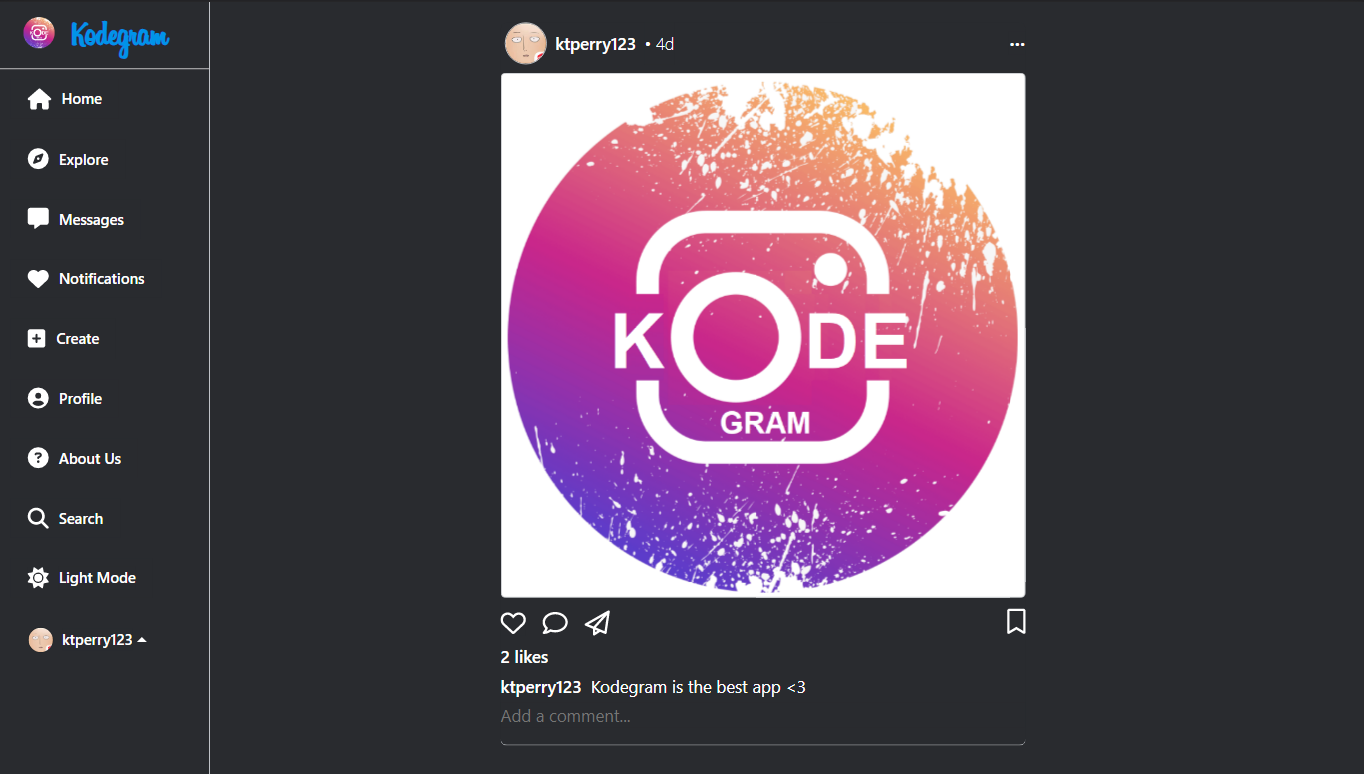 Kodegram
Home
Explore
Messages
Notifications
Create
Profile
About Us
Search
Light Mode
ktperry123
ktperry123 • 4d
KODE
GRAM
2 likes
ktperry123 Kodegram is the best app <3
Add a comment...